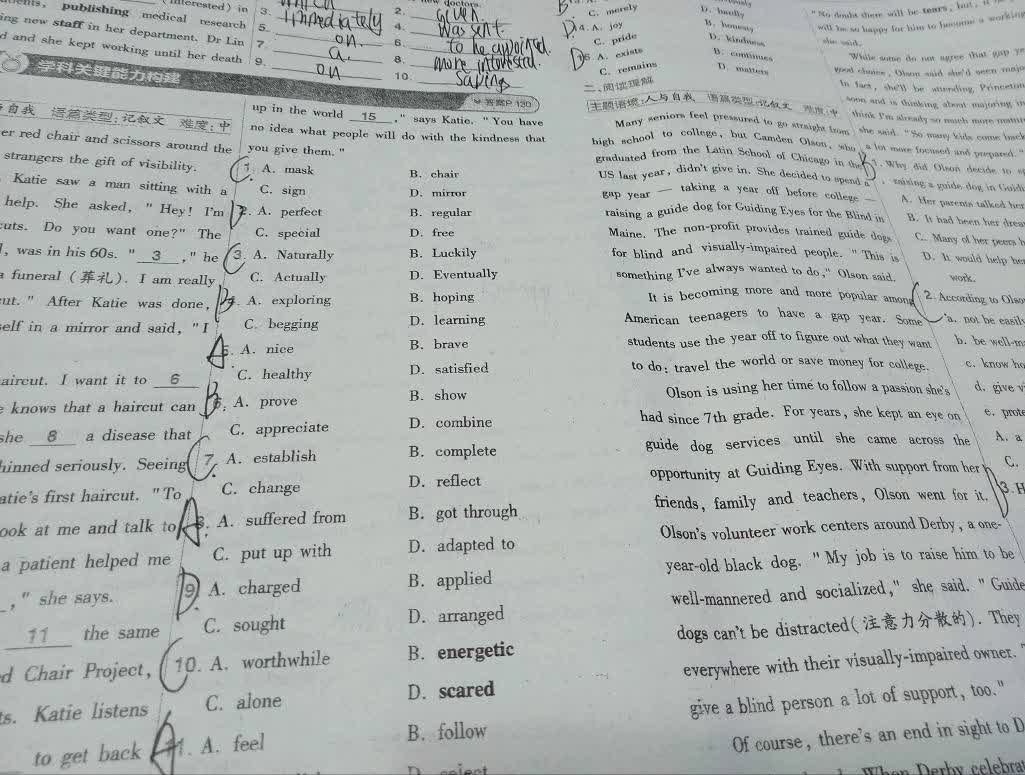 publishing medical research
ing new staff in her department. Dr Lin
d and she kept working until her death
3. immediately
5. on
7. a
9. on
2. given
4. was sent
6. to be appointed.
8. more interested.
10. saving
学科关键能力构建
答案P.130
自我 语篇类型:记叙文 难度:中
er red chair and scissors around the
strangers the gift of visibility.
Katie saw a man sitting with a
help. She asked, "Hey! I'm
cuts. Do you want one?" The
, was in his 60s. " 3 ," he
a funeral (葬礼). I am really
cut." After Katie was done,
self in a mirror and said, "I
aircut. I want it to 6
e knows that a haircut can
she 8 a disease that
hinned seriously. Seeing
atie's first haircut. "To
ook at me and talk to
a patient helped me
," she says.
11 the same
d Chair Project,
ts. Katie listens
to get back
up in the world 15 ," says Katie. "You have
no idea what people will do with the kindness that
you give them."
1. A. mask B. chair
C. sign D. mirror
2. A. perfect B. regular
C. special D. free
3. A. Naturally B. Luckily
C. Actually D. Eventually
4. A. exploring B. hoping
C. begging D. learning
5. A. nice B. brave
C. healthy D. satisfied
6. A. prove B. show
C. appreciate D. combine
7. A. establish B. complete
C. change D. reflect
8. A. suffered from B. got through
C. put up with D. adapted to
9. A. charged B. applied
C. sought D. arranged
10. A. worthwhile B. energetic
C. alone D. scared
11. A. feel B. follow
C. merely D. hardly
14. A. joy B. honesty
C. pride D. kindness
15. A. exists B. continues
C. remains D. matters
二、阅读理解
主题语境:人与自我 语篇类型:记叙文 难度:中
Many seniors feel pressured to go straight from
high school to college, but Camden Olson, who
graduated from the Latin School of Chicago in the
US last year, didn't give in. She decided to spend a
gap year — taking a year off before college —
raising a guide dog for Guiding Eyes for the Blind in
Maine. The non-profit provides trained guide dogs
for blind and visually-impaired people. "This is
something I've always wanted to do," Olson said.
It is becoming more and more popular among
American teenagers to have a gap year. Some
students use the year off to figure out what they want
to do; travel the world or save money for college.
Olson is using her time to follow a passion she's
had since 7th grade. For years, she kept an eye on
guide dog services until she came across the
opportunity at Guiding Eyes. With support from her
friends, family and teachers, Olson went for it.
Olson's volunteer work centers around Derby, a one-
year-old black dog. "My job is to raise him to be
well-mannered and socialized," she said. "Guide
dogs can't be distracted(注意力分散的). They
everywhere with their visually-impaired owner.
give a blind person a lot of support, too."
Of course, there's an end in sight to D
When Derby celebra
"No doubt there will be tears, but
will be so happy for him to become a working
she said.
While some do not agree that gap ye
good choice, Olson said she'd seen majo
In fact, she'll be attending Princeton
soon and is thinking about majoring in
think I'm already so much more mature
she said. "So many kids come back
a lot more focused and prepared."
1. Why did Olson decide to s
raising a guide dog in Guidi
A. Her parents talked her
B. It had been her drea
C. Many of her peers h
D. It would help he
work.
2. According to Olso
a. not be easily
b. be well-m
c. know ho
d. give v
e. prote
A. a
C.
3. H